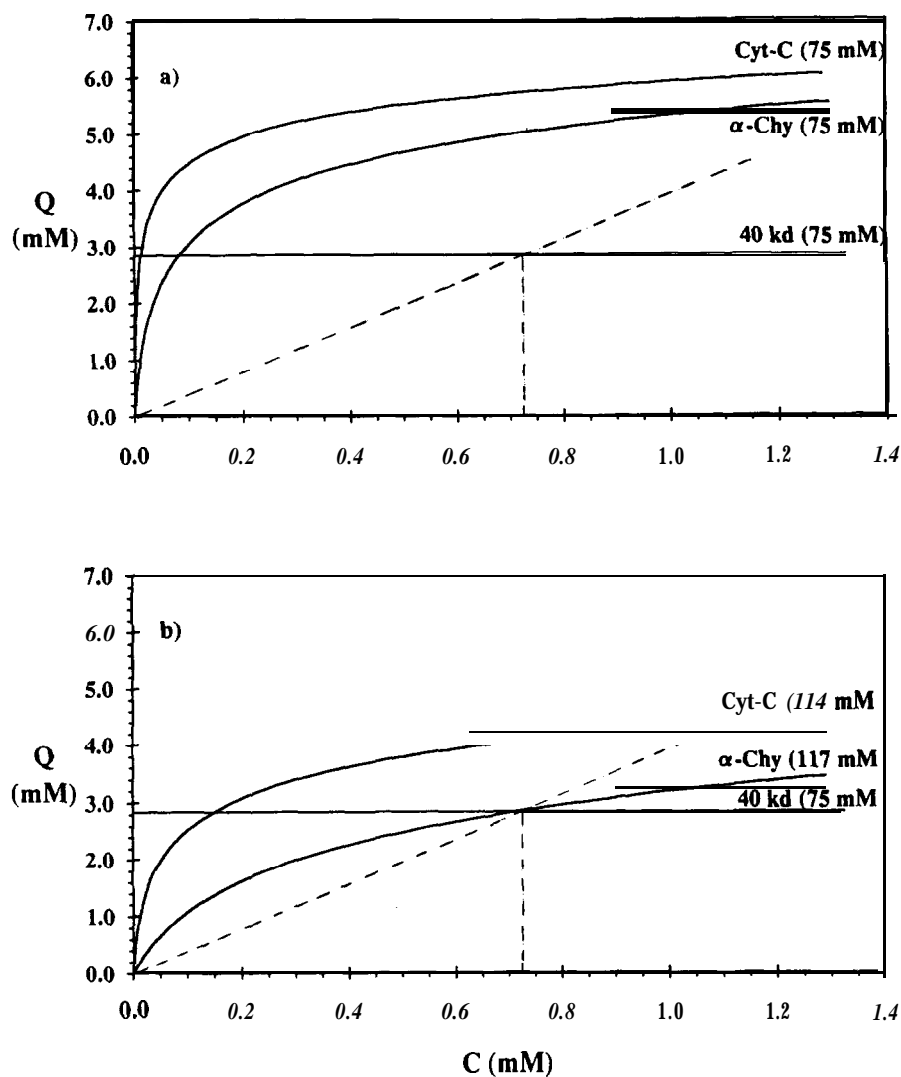 7.0
Cyt-C (75 mM)
a)
6.0
5.0
α-Chy (75 mM)
4.0
Q
(mM)
3.0
40 kd (75 mM)
2.0
1.0
0.0
0.0 0.2 0.4 0.6 0.8 1.0 1.2 1.4
7.0
6.0
b)
5.0
Cyt-C (114 mM
4.0
α-Chy (117 mM
Q
(mM)
3.0
40 kd (75 mM
2.0
1.0
0.0
0.0 0.2 0.4 0.6 0.8 1.0 1.2 1.4
C (mM)